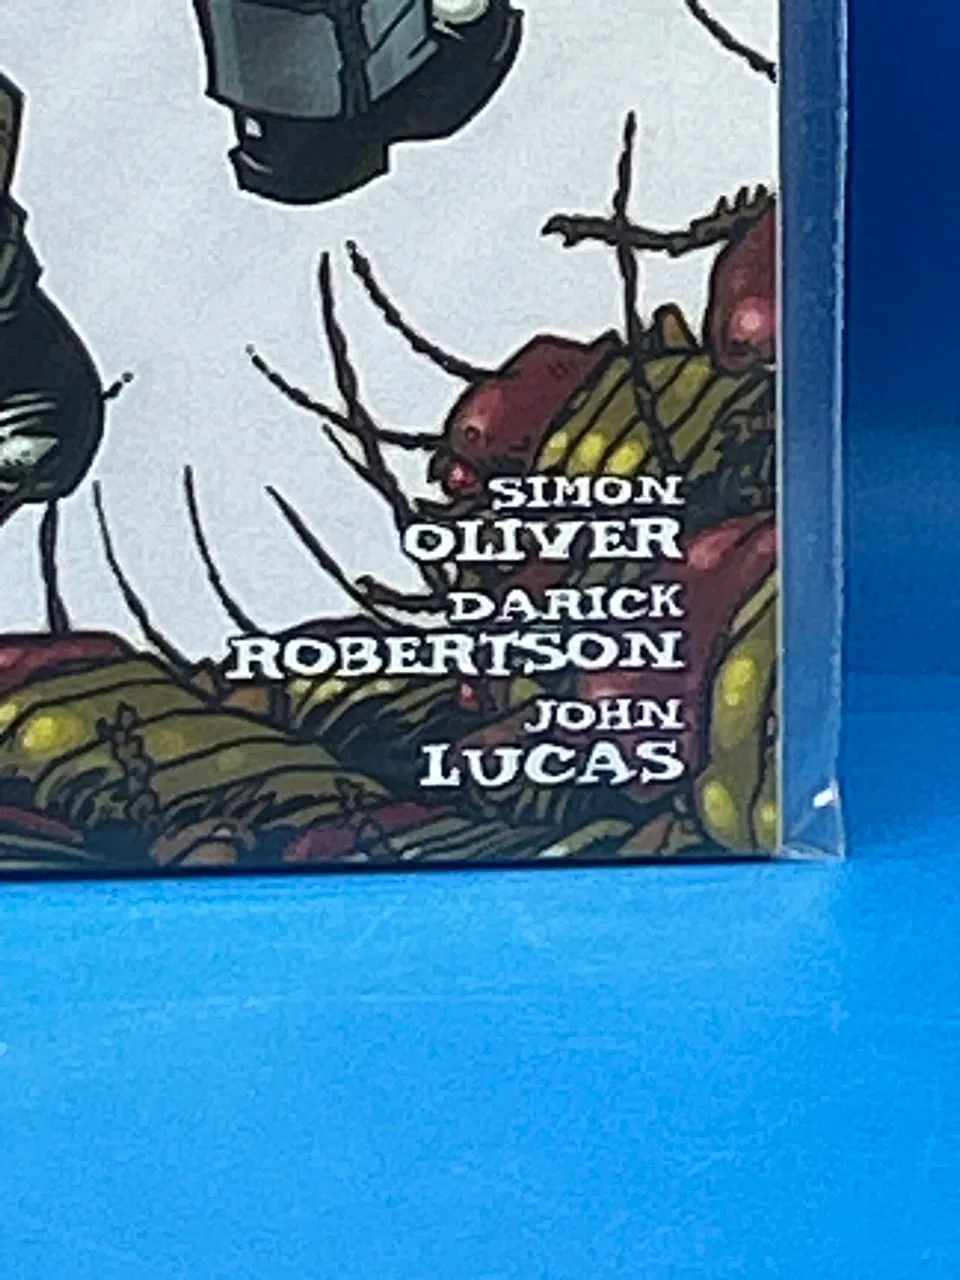 SIMON
OLIVER
DARICK
ROBERTSON
JOHN
LUCAS